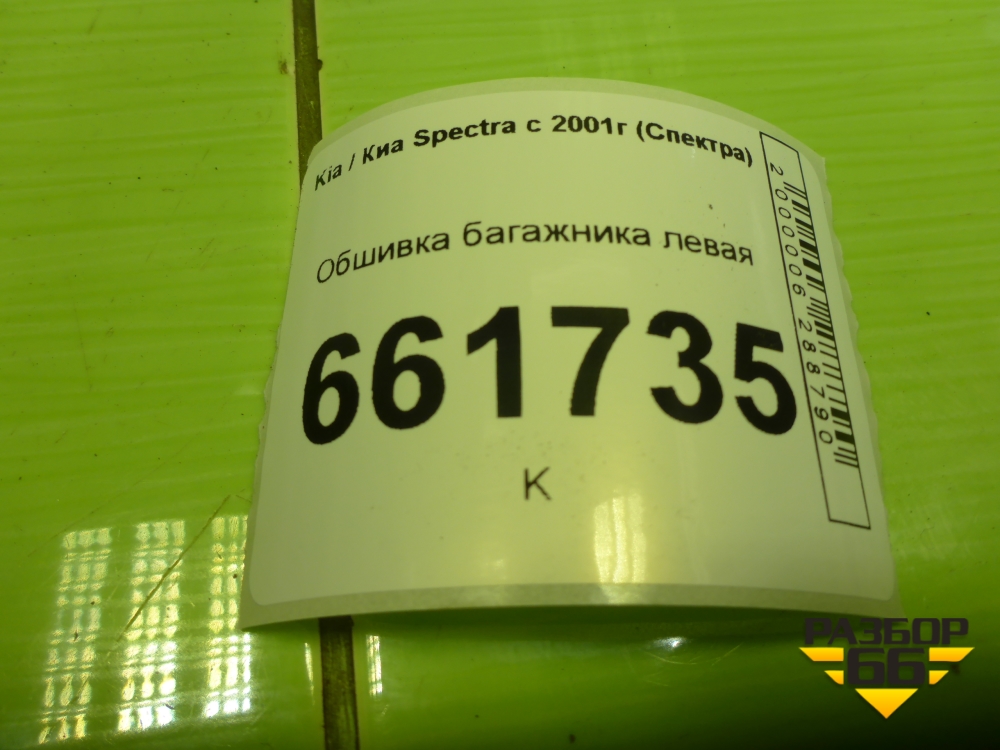 Kia / Киа Spectra с 2001г (Спектра)
Обшивка багажника левая
661735
К
2000006288790
РАЗБОР
66